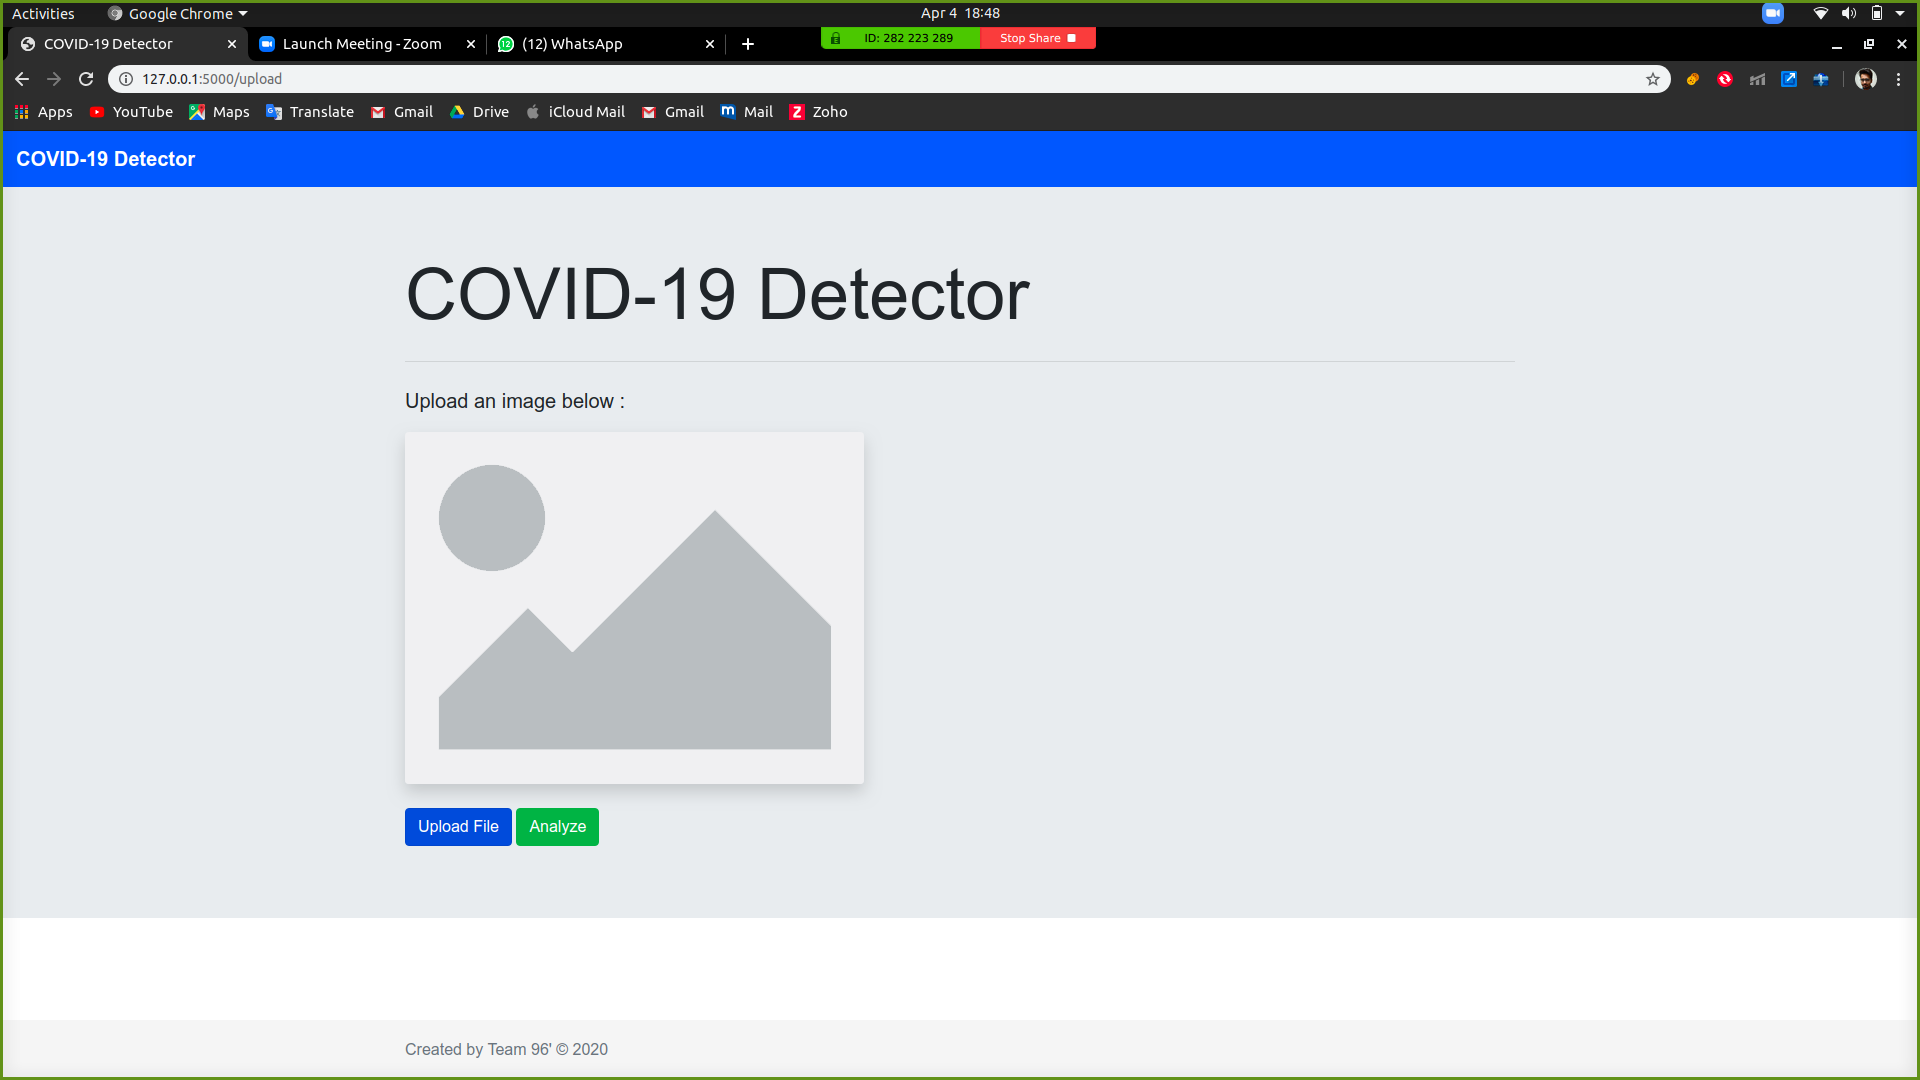 Activities Google Chrome Apr 4 18:48
COVID-19 Detector Launch Meeting - Zoom (12) WhatsApp ID: 282 223 289 Stop Share
127.0.0.1:5000/upload
Apps YouTube Maps Translate Gmail Drive iCloud Mail Gmail Mail Zoho
COVID-19 Detector
COVID-19 Detector
Upload an image below :
Upload File Analyze
Created by Team 96' © 2020